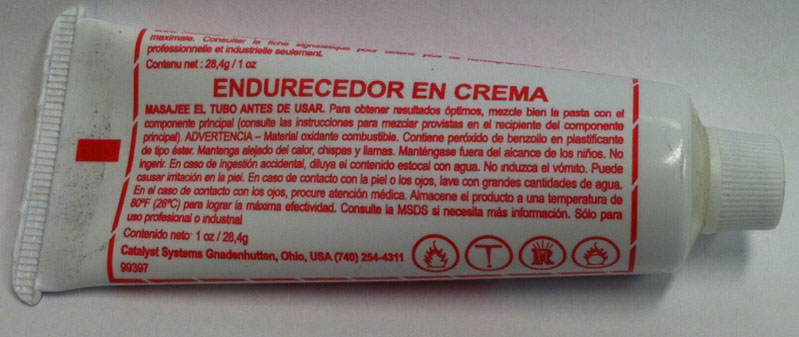 maximale. Consulter la fiche signalétique pour obtenir plus de
professionnelle et industrielle seulement.
Contenu net : 28,4g / 1 oz
ENDURECEDOR EN CREMA
MASAJEE EL TUBO ANTES DE USAR. Para obtener resultados óptimos, mezcle bien la pasta con el
componente principal (consulte las instrucciones para mezclar provistas en el recipiente del componente
principal). ADVERTENCIA – Material oxidante combustible. Contiene peróxido de benzoilo en plastificante
de tipo éster. Mantenga alejado del calor, chispas y llamas. Manténgase fuera del alcance de los niños. No
ingerir. En caso de ingestión accidental, diluya el contenido estocal con agua. No induzca el vómito. Puede
causar irritación en la piel. En caso de contacto con la piel o los ojos, lave con grandes cantidades de agua.
En el caso de contacto con los ojos, procure atención médica. Almacene el producto a una temperatura de
80ºF (26ºC) para lograr la máxima efectividad. Consulte la MSDS si necesita más información. Sólo para
uso profesional o industrial
Contenido neto: 1 oz / 28,4g
Catalyst Systems Gnadenhutten, Ohio, USA (740) 254-4311
99397
R